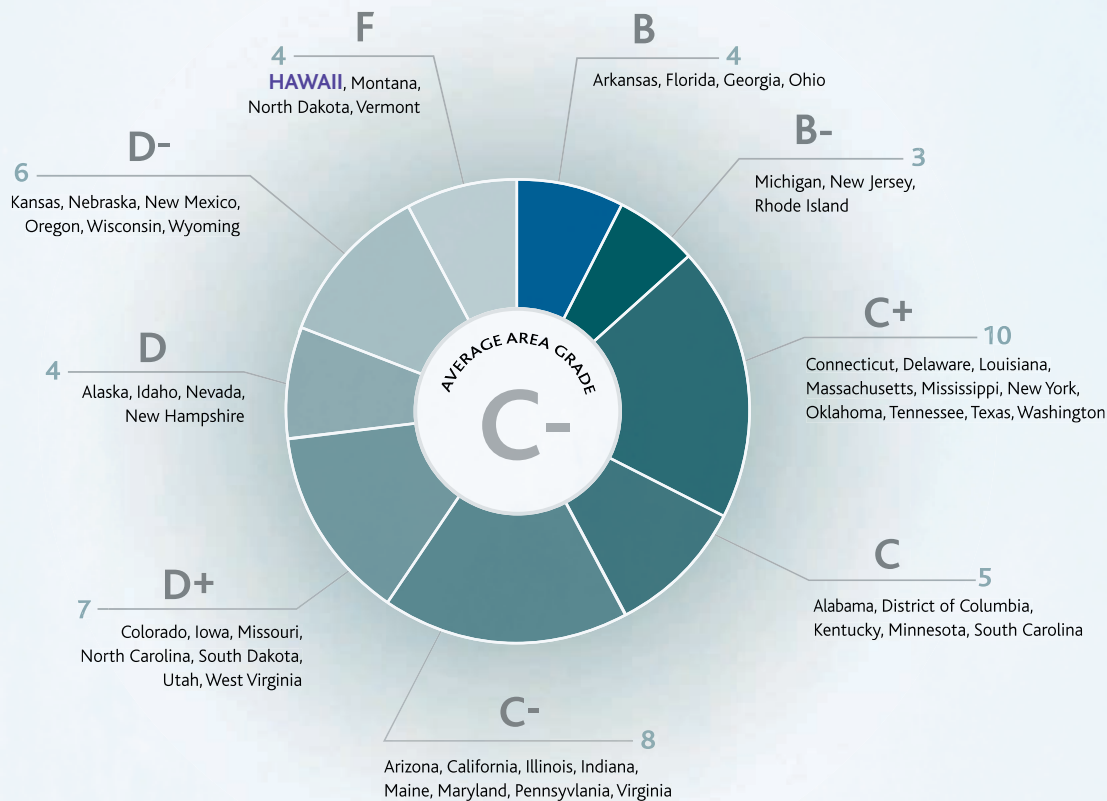 F
4
HAWAII, Montana,
North Dakota, Vermont
B
4
Arkansas, Florida, Georgia, Ohio
B-
3
Michigan, New Jersey,
Rhode Island
C+
10
Connecticut, Delaware, Louisiana,
Massachusetts, Mississippi, New York,
Oklahoma, Tennessee, Texas, Washington
C
5
Alabama, District of Columbia,
Kentucky, Minnesota, South Carolina
C-
8
Arizona, California, Illinois, Indiana,
Maine, Maryland, Pennsyvlania, Virginia
D+
7
Colorado, Iowa, Missouri,
North Carolina, South Dakota,
Utah, West Virginia
D
4
Alaska, Idaho, Nevada,
New Hampshire
D-
6
Kansas, Nebraska, New Mexico,
Oregon, Wisconsin, Wyoming
AVERAGE AREA GRADE
C-